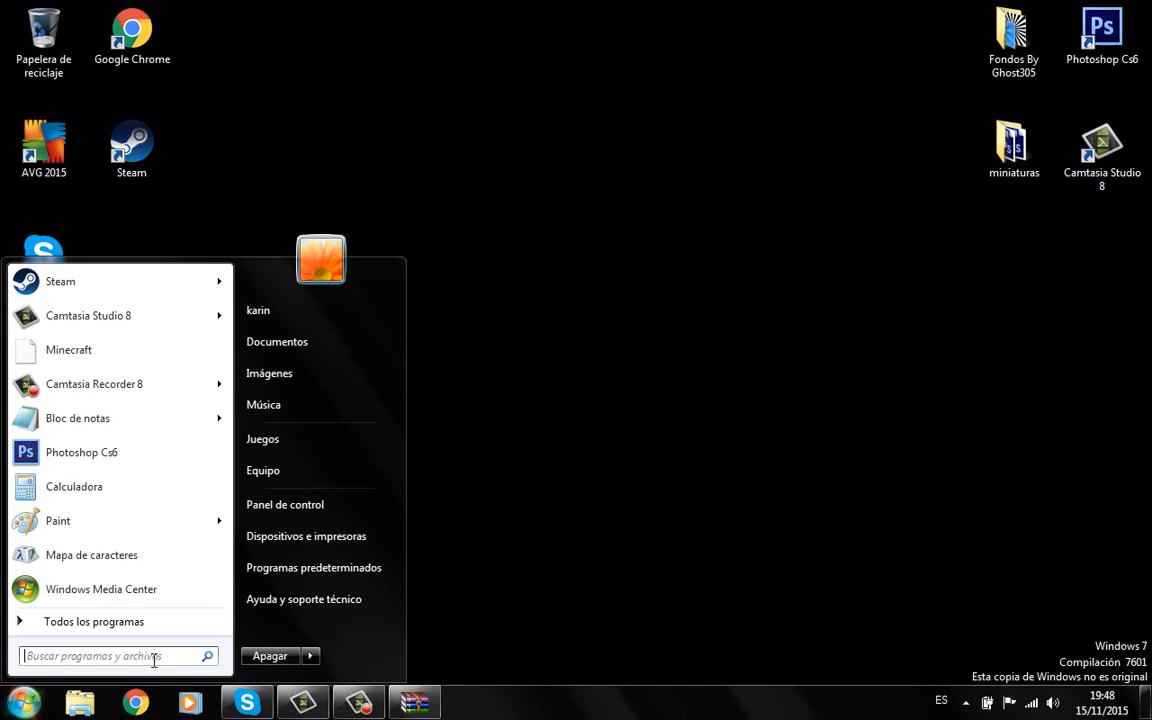 Papelera de
reciclaje
Google Chrome
AVG 2015
Steam
Fondos By
Ghost305
Photoshop Cs6
miniaturas
Camtasia Studio
8
Steam
Camtasia Studio 8
Minecraft
Camtasia Recorder 8
Bloc de notas
Photoshop Cs6
Calculadora
Paint
Mapa de caracteres
Windows Media Center
Todos los programas
Buscar programas y archivos
karin
Documentos
Imágenes
Música
Juegos
Equipo
Panel de control
Dispositivos e impresoras
Programas predeterminados
Ayuda y soporte técnico
Apagar
Windows 7
Compilación 7601
Esta copia de Windows no es original
ES
19:48
15/11/2015